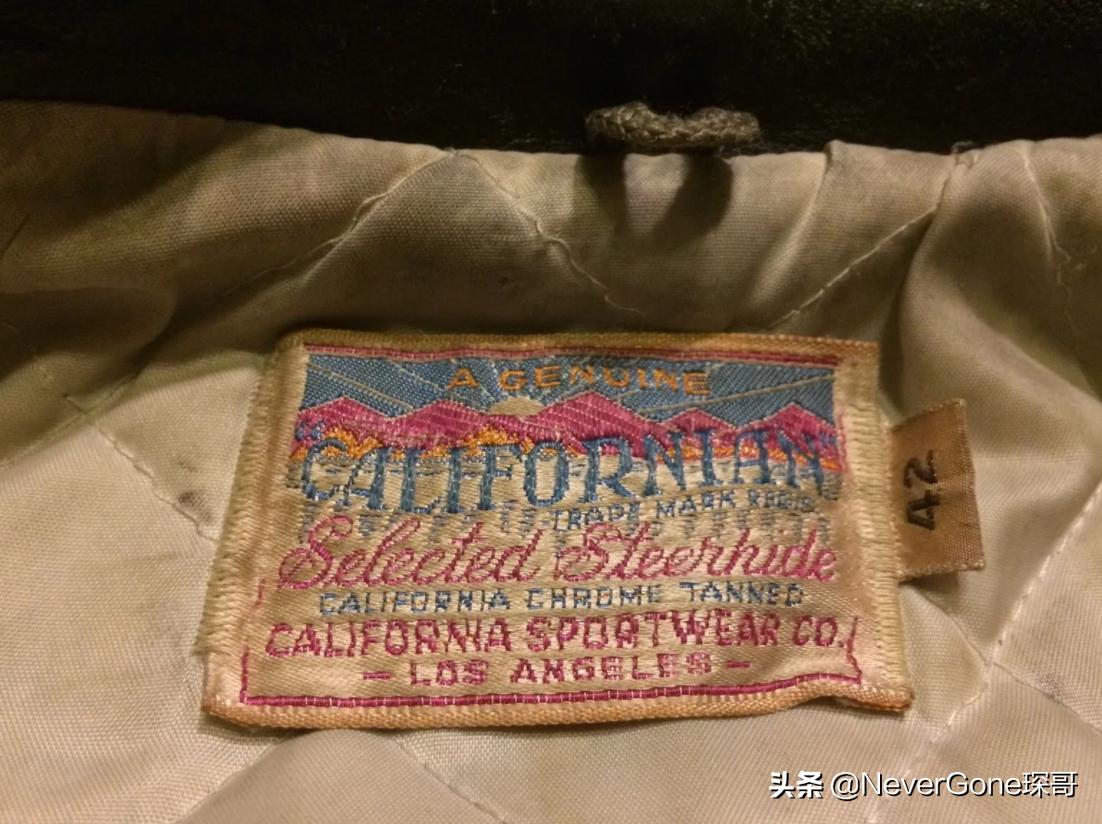 A GENUINE
"CALIFORNIAN"
TRADE MARK REG'D
Selected Steerhide
CALIFORNIA CHROME TANNED
CALIFORNIA SPORTWEAR CO.
- LOS ANGELES -
42
头条 @NeverGone琛哥